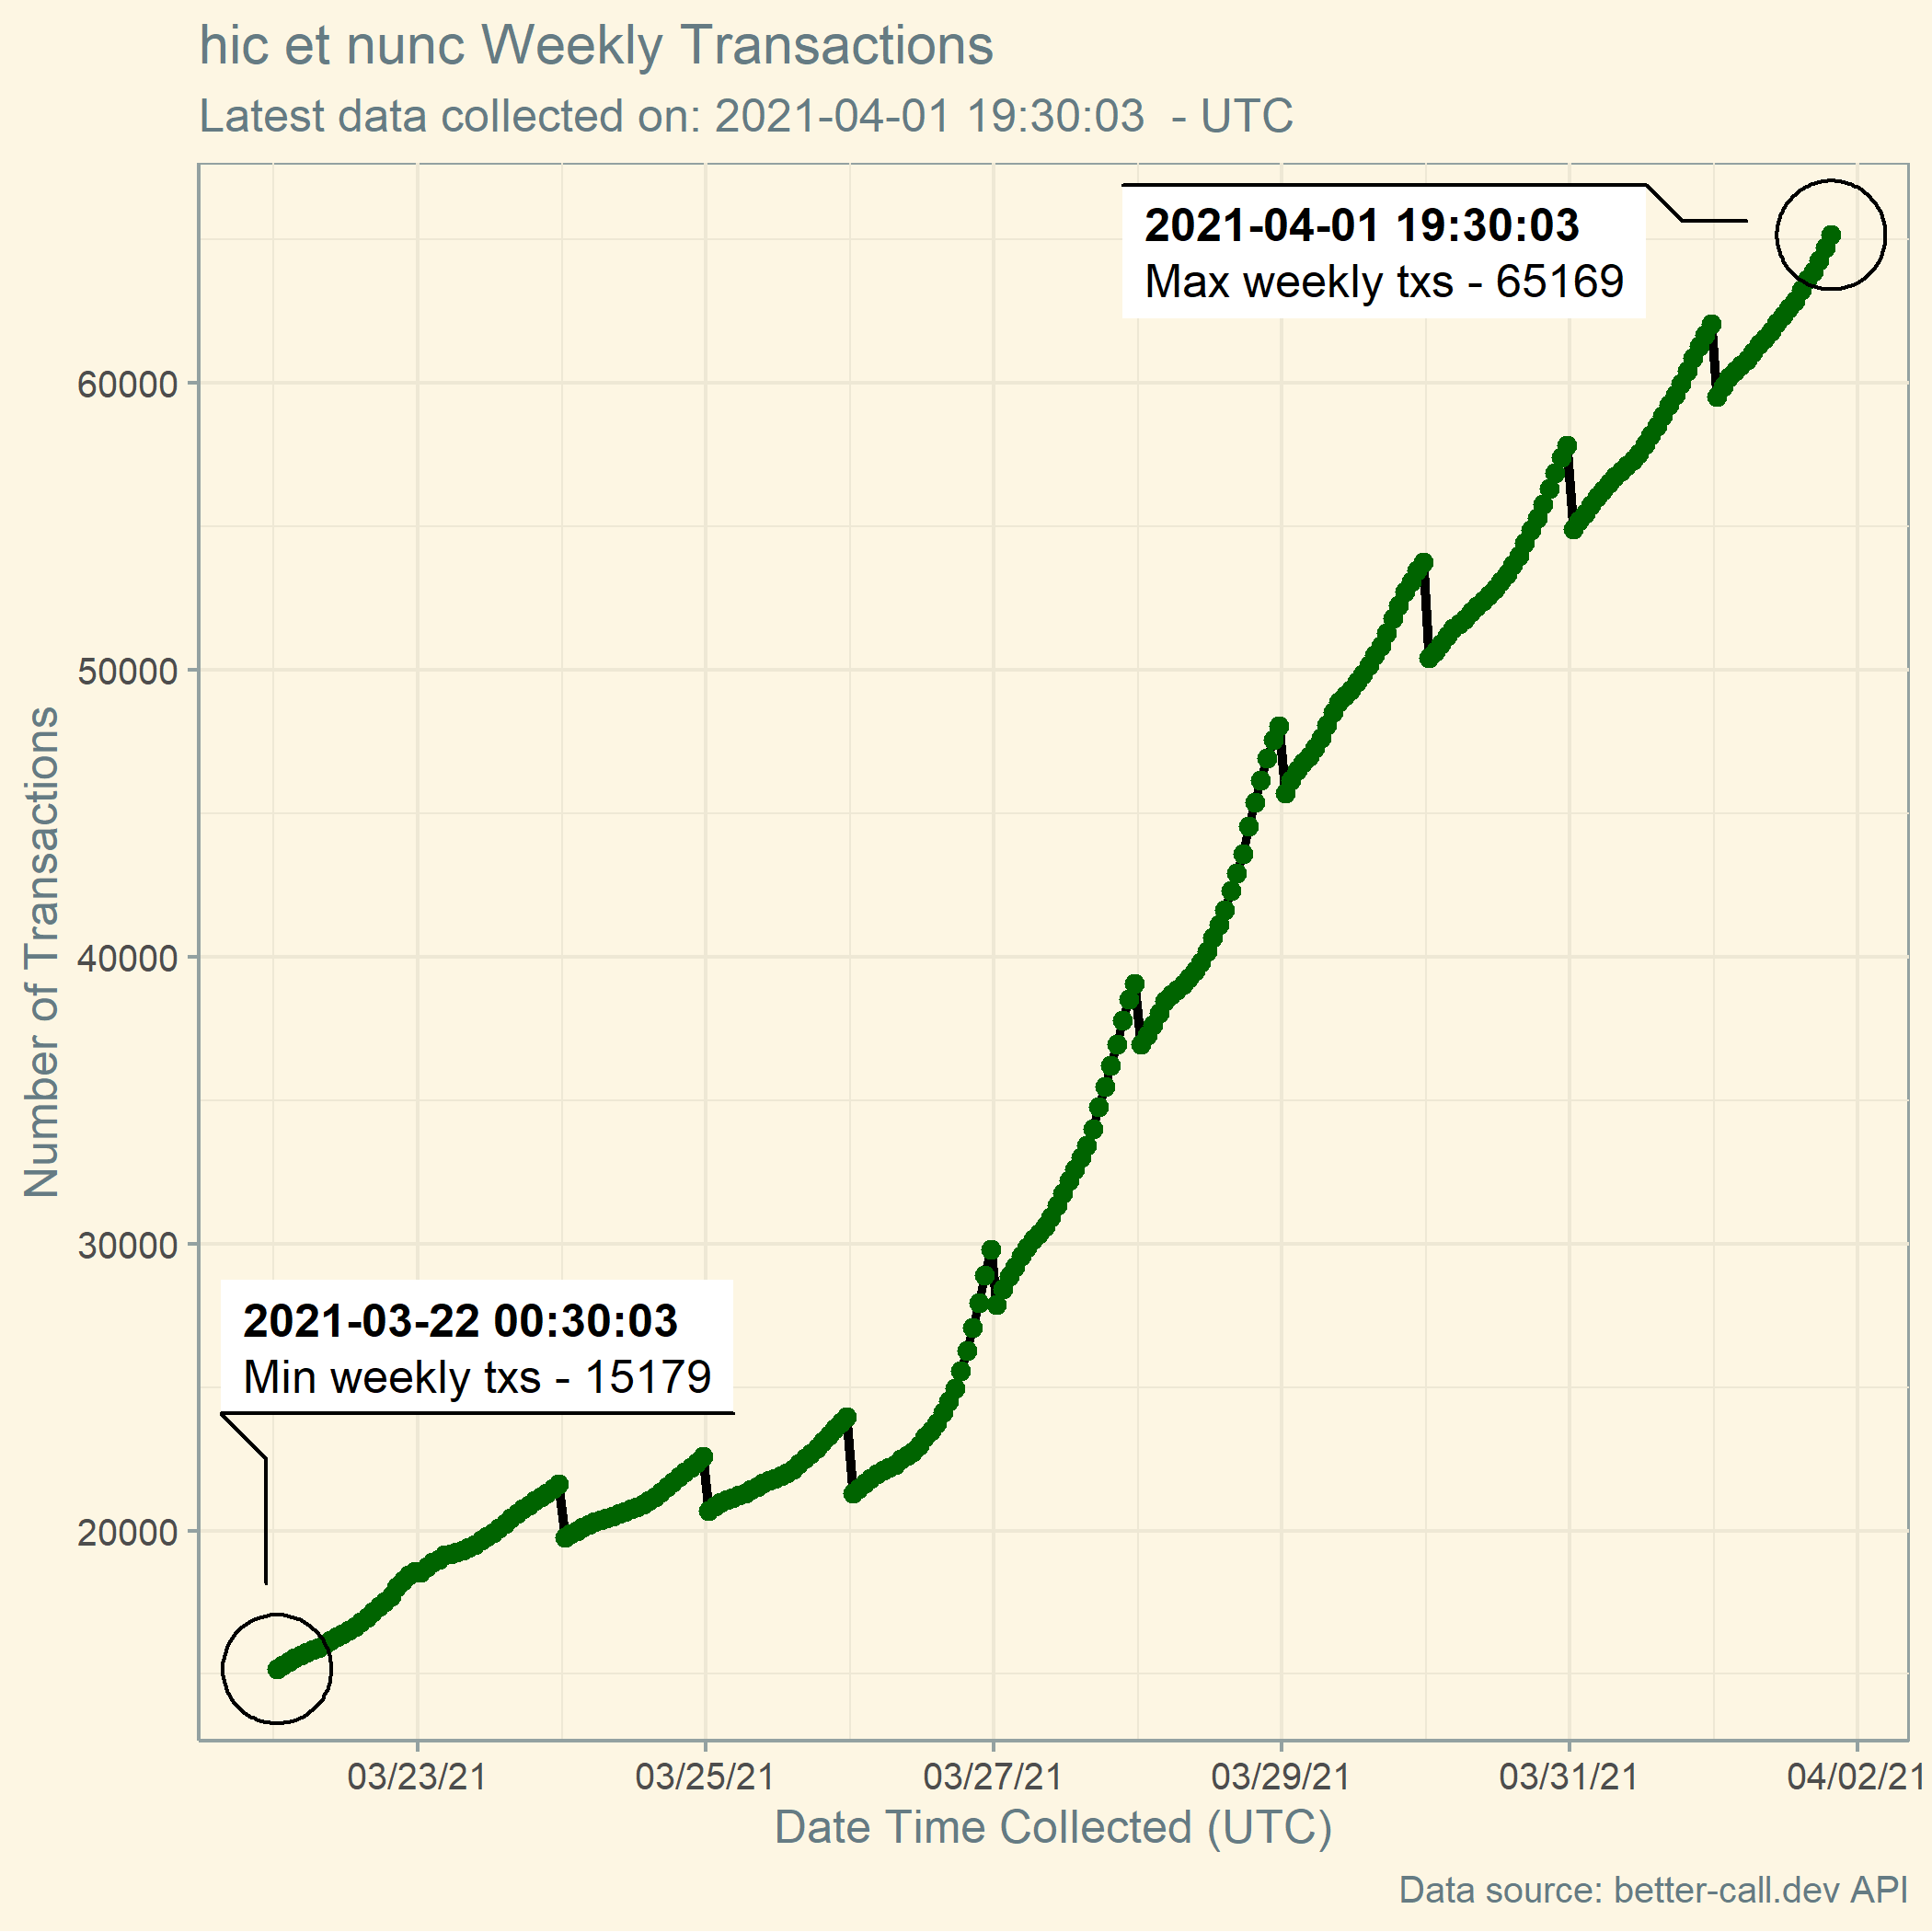 hic et nunc Weekly Transactions
Latest data collected on: 2021-04-01 19:30:03  - UTC
2021-04-01 19:30:03
Max weekly txs - 65169
60000
50000
40000
30000
20000
Number of Transactions
2021-03-22 00:30:03
Min weekly txs - 15179
03/23/21 03/25/21 03/27/21 03/29/21 03/31/21 04/02/21
Date Time Collected (UTC)
Data source: better-call.dev API